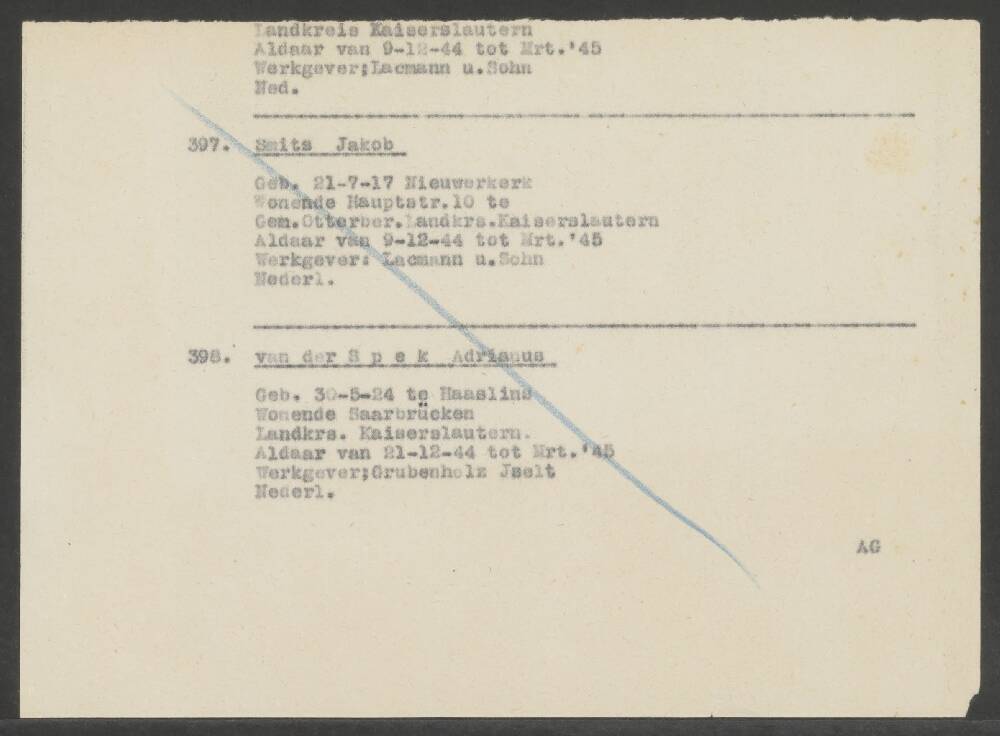 Landkreis Kaiserslautern
Aldaar van 9-12-44 tot Mrt.'45
Werkgever;Lacmann u.Sohn
Ned.
397. Smits Jakob
Geb. 21-7-17 Nieuwerkerk
Wonende Hauptstr.10 te
Gem.Otterber.Landkrs.Kaiserslautern
Aldaar van 9-12-44 tot Mrt.'45
Werkgever: Lacmann u.Sohn
Nederl.
398. van der S p e k Adrianus
Geb. 30-5-24 te Haaslins
Wonende Saarbrücken
Landkrs. Kaiserslautern.
Aldaar van 21-12-44 tot Mrt.'45
Werkgever;Grubenholz Jselt
Nederl.
AG